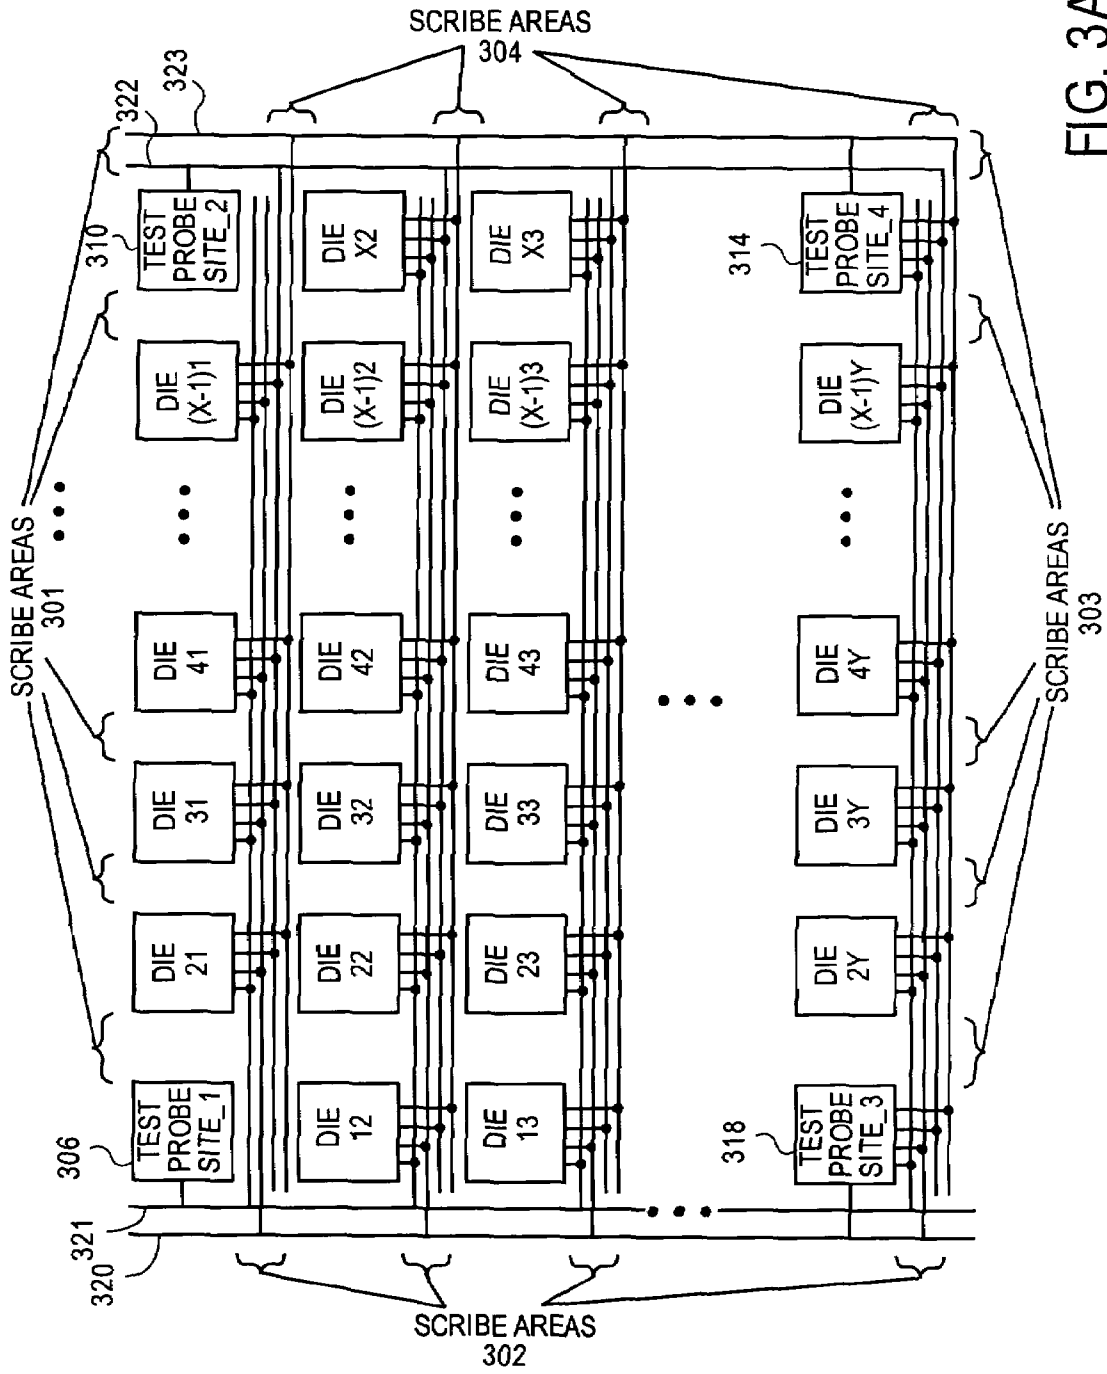 SCRIBE AREAS
304
FIG. 3A
323
322
310
TEST
PROBE
SITE_2
DIE
X2
DIE
X3
314
TEST
PROBE
SITE_4
DIE
(X-1)1
DIE
(X-1)2
DIE
(X-1)3
DIE
(X-1)Y
SCRIBE AREAS
301
DIE
41
DIE
42
DIE
43
DIE
4Y
SCRIBE AREAS
303
DIE
31
DIE
32
DIE
33
DIE
3Y
DIE
21
DIE
22
DIE
23
DIE
2Y
306
TEST
PROBE
SITE_1
DIE
12
DIE
13
318
TEST
PROBE
SITE_3
321
320
SCRIBE AREAS
302